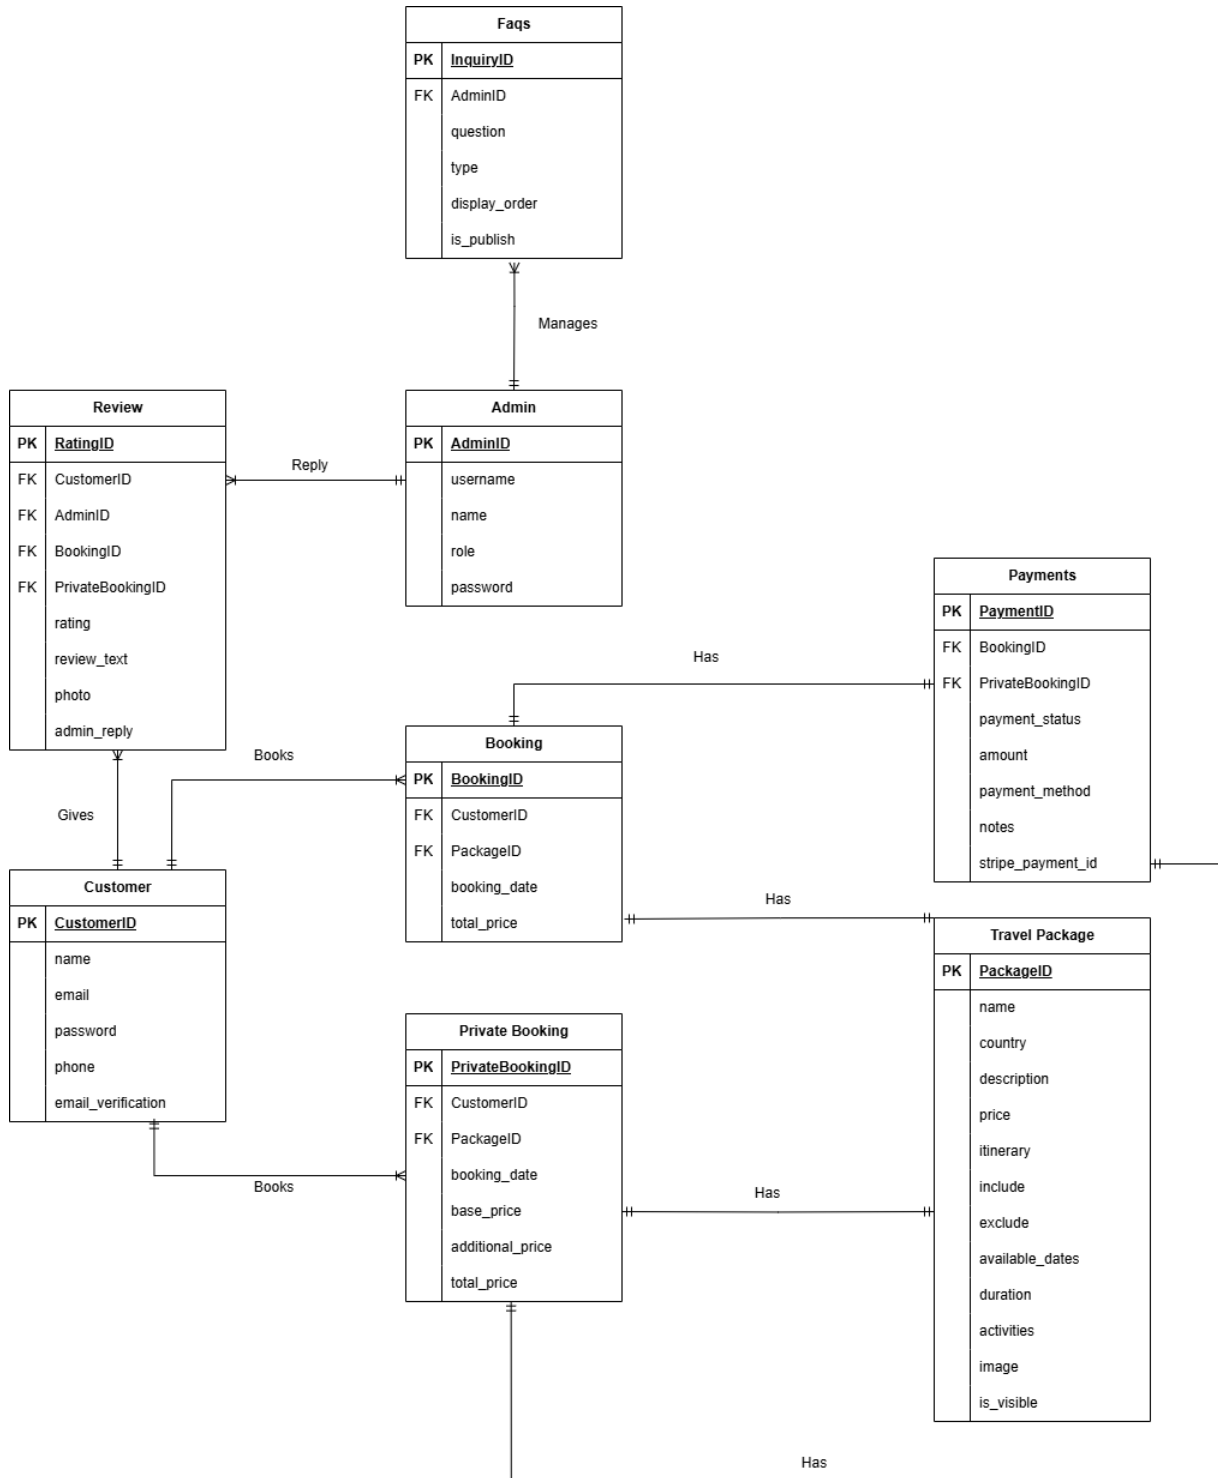 Faqs
PK InquiryID
FK AdminID
question
type
display_order
is_publish
Manages
Review
PK RatingID
FK CustomerID
FK AdminID
FK BookingID
FK PrivateBookingID
rating
review_text
photo
admin_reply
Reply
Admin
PK AdminID
username
name
role
password
Payments
PK PaymentID
FK BookingID
FK PrivateBookingID
payment_status
amount
payment_method
notes
stripe_payment_id
Has
Books
Booking
PK BookingID
FK CustomerID
FK PackageID
booking_date
total_price
Gives
Customer
PK CustomerID
name
email
password
phone
email_verification
Has
Travel Package
PK PackageID
name
country
description
price
itinerary
include
exclude
available_dates
duration
activities
image
is_visible
Private Booking
PK PrivateBookingID
FK CustomerID
FK PackageID
booking_date
base_price
additional_price
total_price
Books
Has
Has